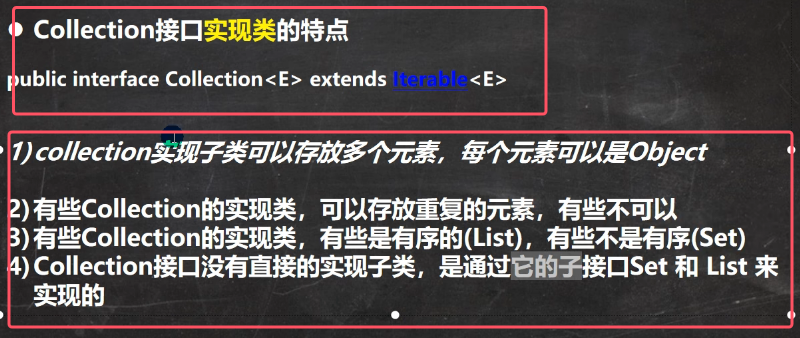 ● Collection接口实现类的特点
public interface Collection<E> extends Iterable<E>
1) collection实现子类可以存放多个元素，每个元素可以是Object
2) 有些Collection的实现类，可以存放重复的元素，有些不可以
3) 有些Collection的实现类，有些是有序的(List)，有些不是有序(Set)
4) Collection接口没有直接的实现子类，是通过它的子接口Set 和 List 来
实现的